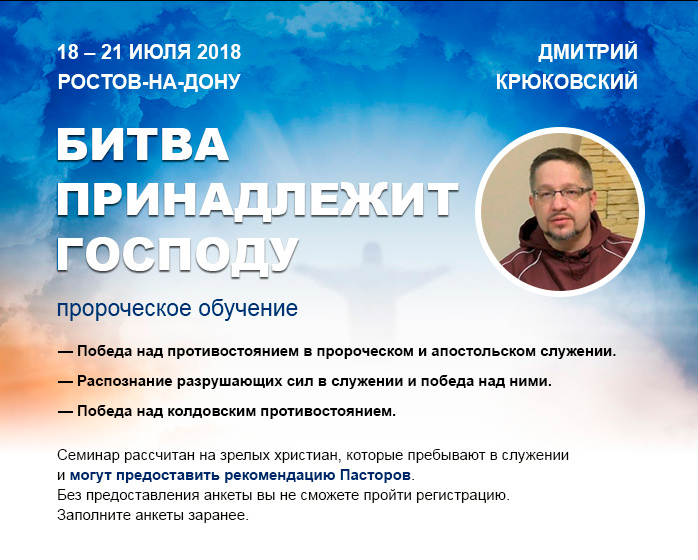 18 – 21 ИЮЛЯ 2018
РОСТОВ-НА-ДОНУ
ДМИТРИЙ
КРЮКОВСКИЙ
БИТВА
ПРИНАДЛЕЖИТ
ГОСПОДУ
пророческое обучение
— Победа над противостоянием в пророческом и апостольском служении.
— Распознание разрушающих сил в служении и победа над ними.
— Победа над колдовским противостоянием.
Семинар рассчитан на зрелых христиан, которые пребывают в служении
и могут предоставить рекомендацию Пасторов.
Без предоставления анкеты вы не сможете пройти регистрацию.
Заполните анкеты заранее.